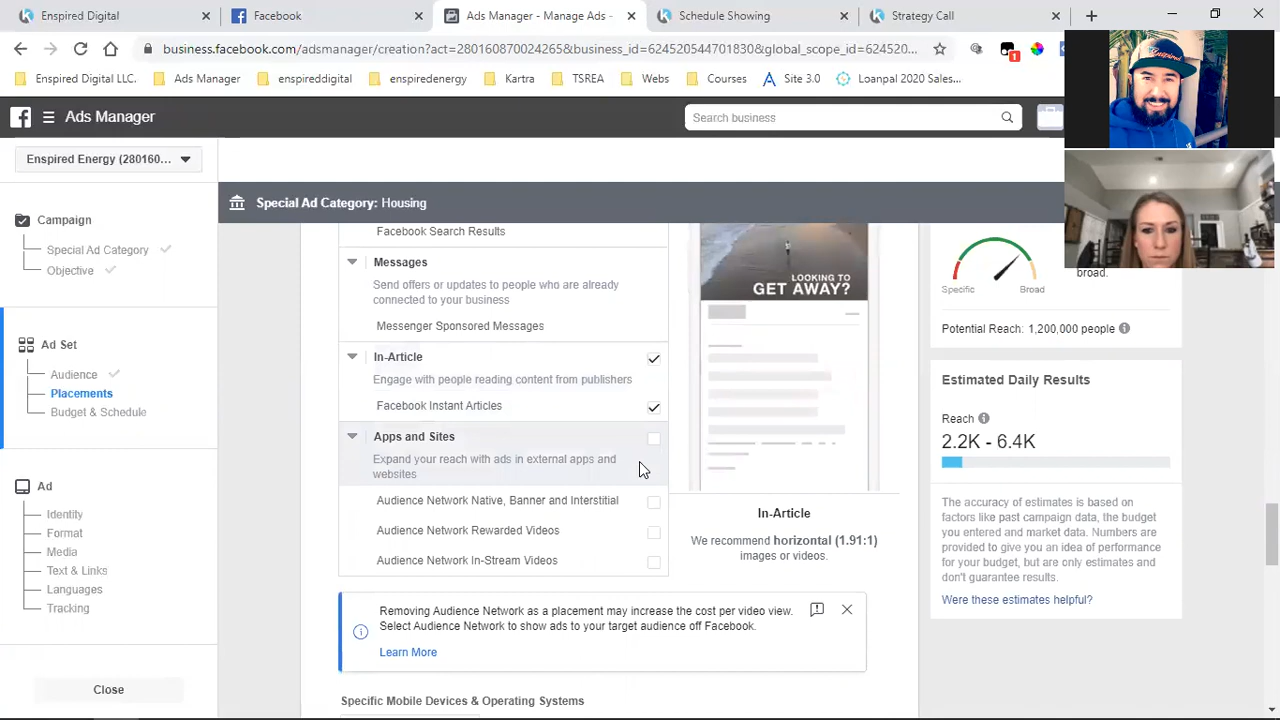 Enspired Digital
Facebook
Ads Manager - Manage Ads -
Schedule Showing
Strategy Call
business.facebook.com/adsmanager/creation?act=280160870024265&business_id=624520544701830&global_scope_id=62452...
1
Enspired Digital LLC.
Ads Manager
enspireddigital
enspiredenergy
Kartra
TSREA
Webs
Courses
Site 3.0
Loanpal 2020 Sales...
Ads Manager
Search business
Enspired Energy (280160...
Special Ad Category: Housing
Campaign
Special Ad Category
Objective
Ad Set
Audience
Placements
Budget & Schedule
Ad
Identity
Format
Media
Text & Links
Languages
Tracking
Close
Facebook Search Results
Messages
Send offers or updates to people who are already
connected to your business
Messenger Sponsored Messages
In-Article
Engage with people reading content from publishers
Facebook Instant Articles
Apps and Sites
Expand your reach with ads in external apps and
websites
Audience Network Native, Banner and Interstitial
Audience Network Rewarded Videos
Audience Network In-Stream Videos
LOOKING TO
GET AWAY?
In-Article
We recommend horizontal (1.91:1)
images or videos.
Removing Audience Network as a placement may increase the cost per video view.
Select Audience Network to show ads to your target audience off Facebook.
Learn More
Specific Mobile Devices & Operating Systems
broad.
Specific
Broad
Potential Reach: 1,200,000 people
Estimated Daily Results
Reach
2.2K - 6.4K
The accuracy of estimates is based on
factors like past campaign data, the budget
you entered and market data. Numbers are
provided to give you an idea of performance
for your budget, but are only estimates and
don't guarantee results.
Were these estimates helpful?